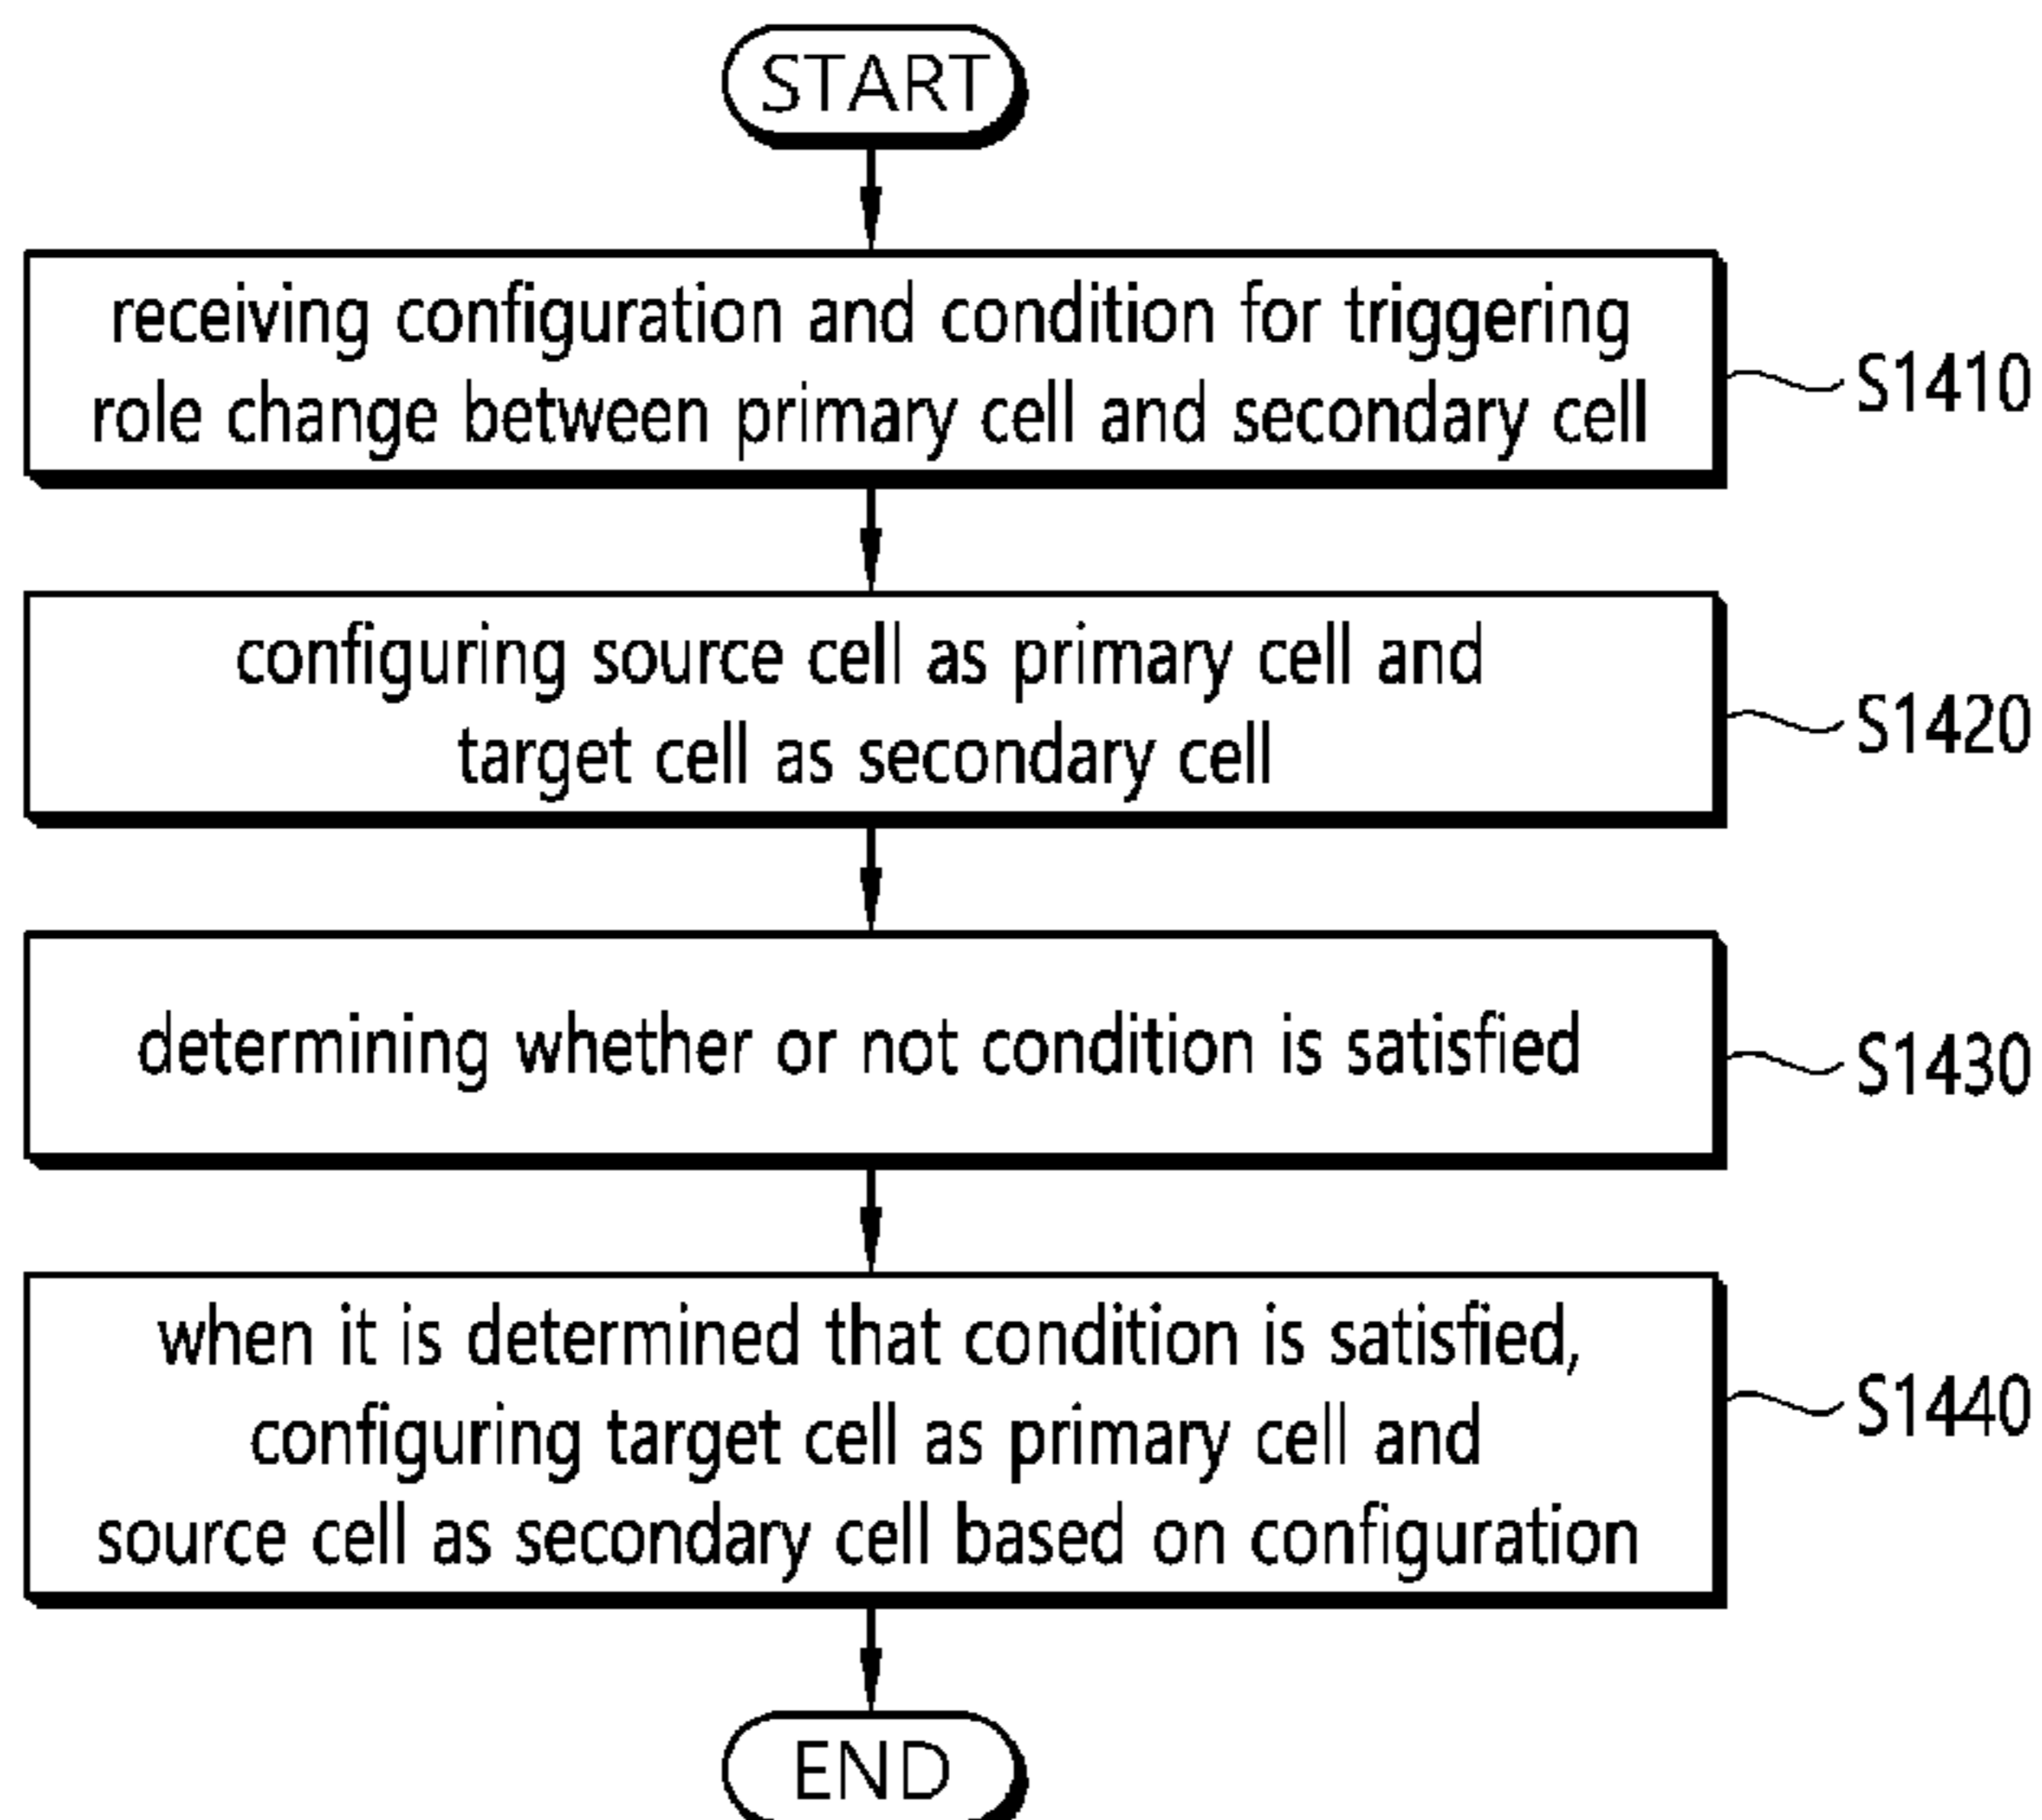 START
receiving configuration and condition for triggering
role change between primary cell and secondary cell
S1410
configuring source cell as primary cell and
target cell as secondary cell
S1420
determining whether or not condition is satisfied
S1430
when it is determined that condition is satisfied,
configuring target cell as primary cell and
source cell as secondary cell based on configuration
S1440
END